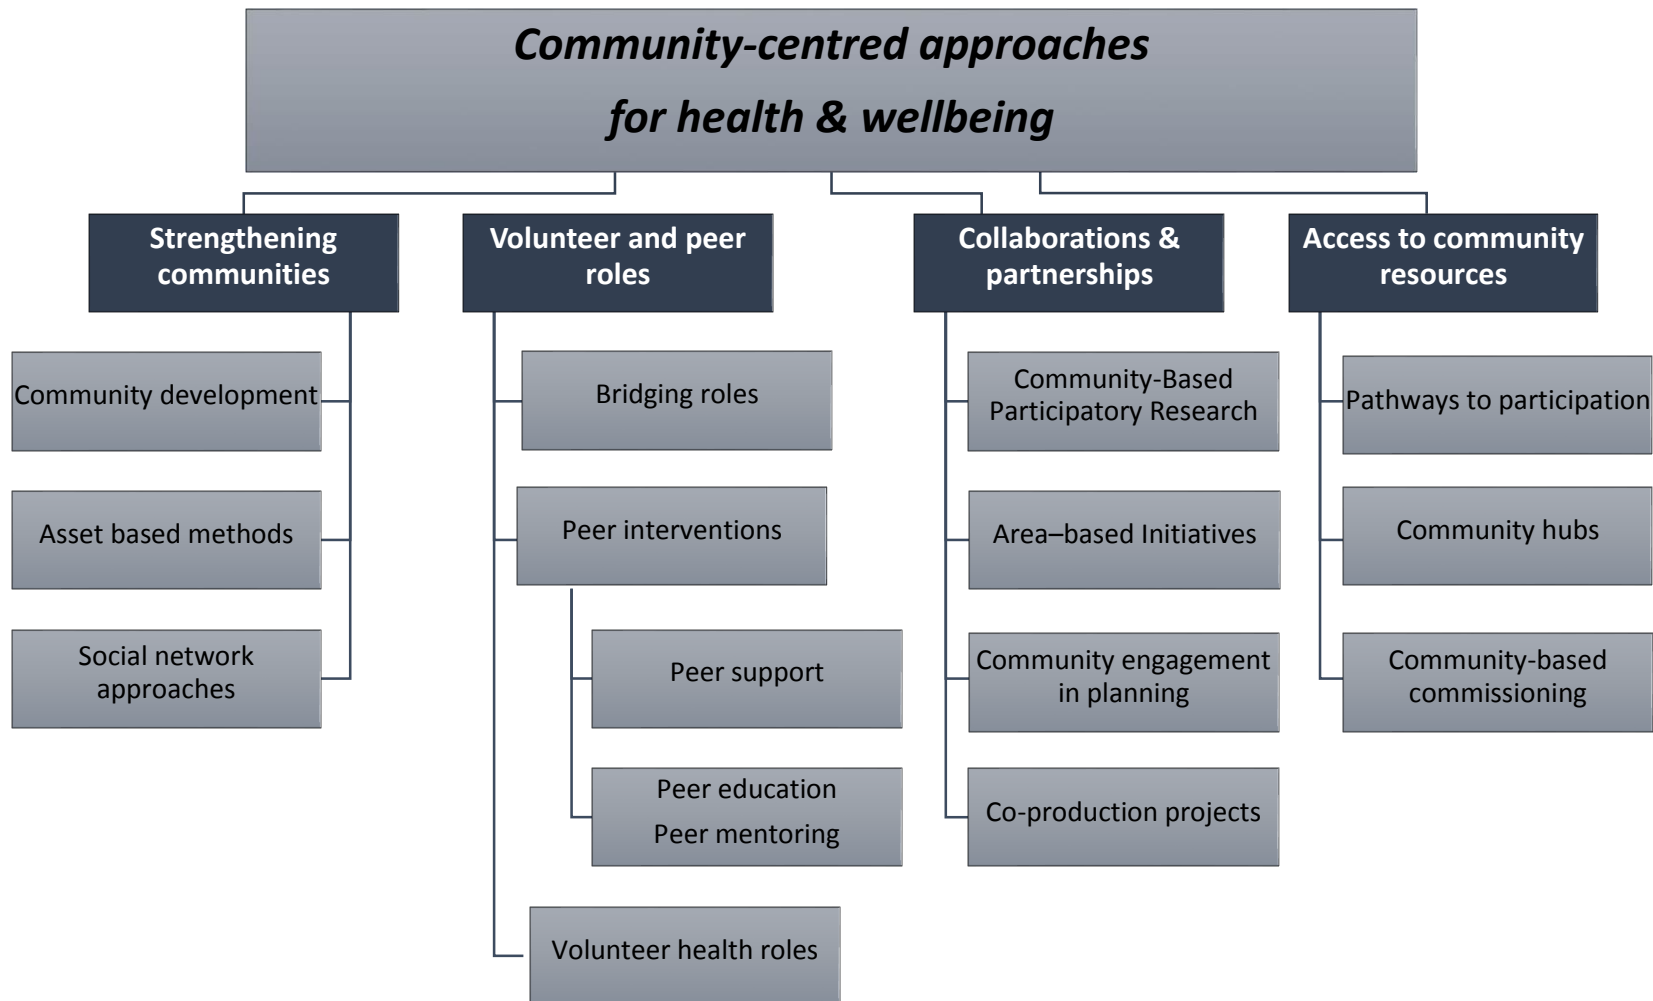 Community-centred approaches
for health & wellbeing
Strengthening
communities
Community development
Asset based methods
Social network
approaches
Volunteer and peer
roles
Bridging roles
Peer interventions
Peer support
Peer education
Peer mentoring
Volunteer health roles
Collaborations &
partnerships
Community-Based
Participatory Research
Area–based Initiatives
Community engagement
in planning
Co-production projects
Access to community
resources
Pathways to participation
Community hubs
Community-based
commissioning